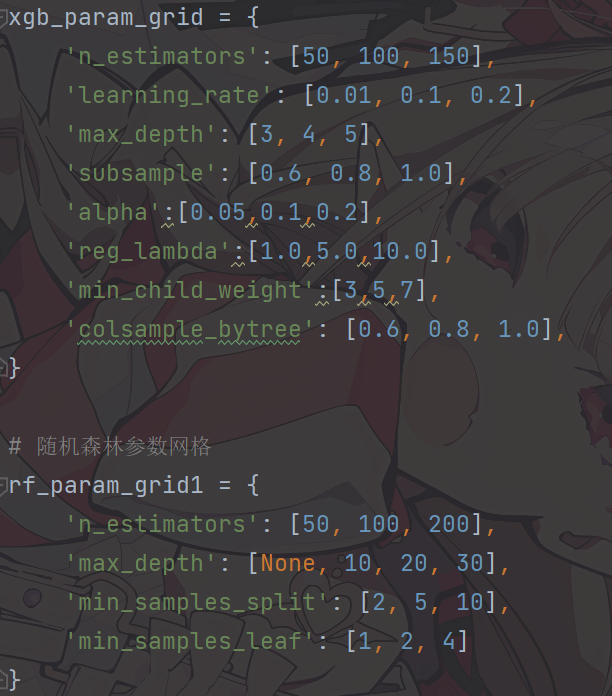 xgb_param_grid = {
    'n_estimators': [50, 100, 150],
    'learning_rate': [0.01, 0.1, 0.2],
    'max_depth': [3, 4, 5],
    'subsample': [0.6, 0.8, 1.0],
    'alpha':[0.05,0.1,0.2],
    'reg_lambda':[1.0,5.0,10.0],
    'min_child_weight':[3,5,7],
    'colsample_bytree': [0.6, 0.8, 1.0],
}
# 随机森林参数网格
rf_param_grid1 = {
    'n_estimators': [50, 100, 200],
    'max_depth': [None, 10, 20, 30],
    'min_samples_split': [2, 5, 10],
    'min_samples_leaf': [1, 2, 4]
}